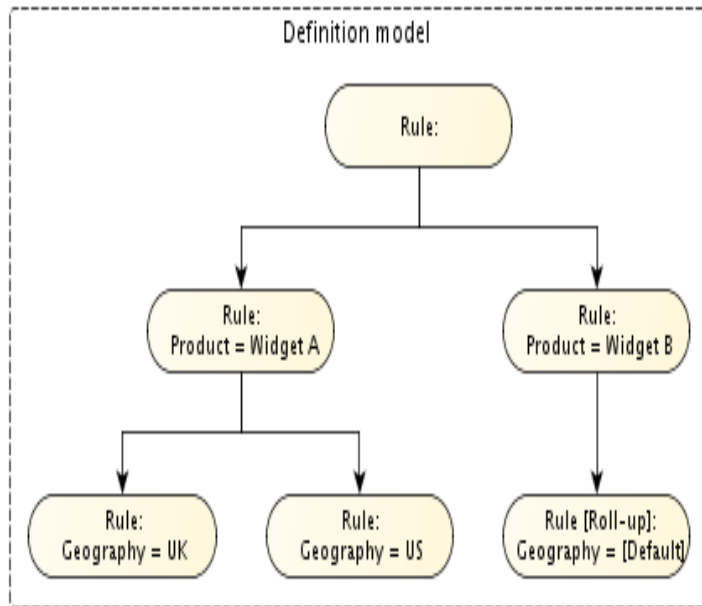 Definition model
Rule:
Rule:
Product = Widget A
Rule:
Product = Widget B
Rule:
Geography = UK
Rule:
Geography = US
Rule [Roll-up]:
Geography = [Default]